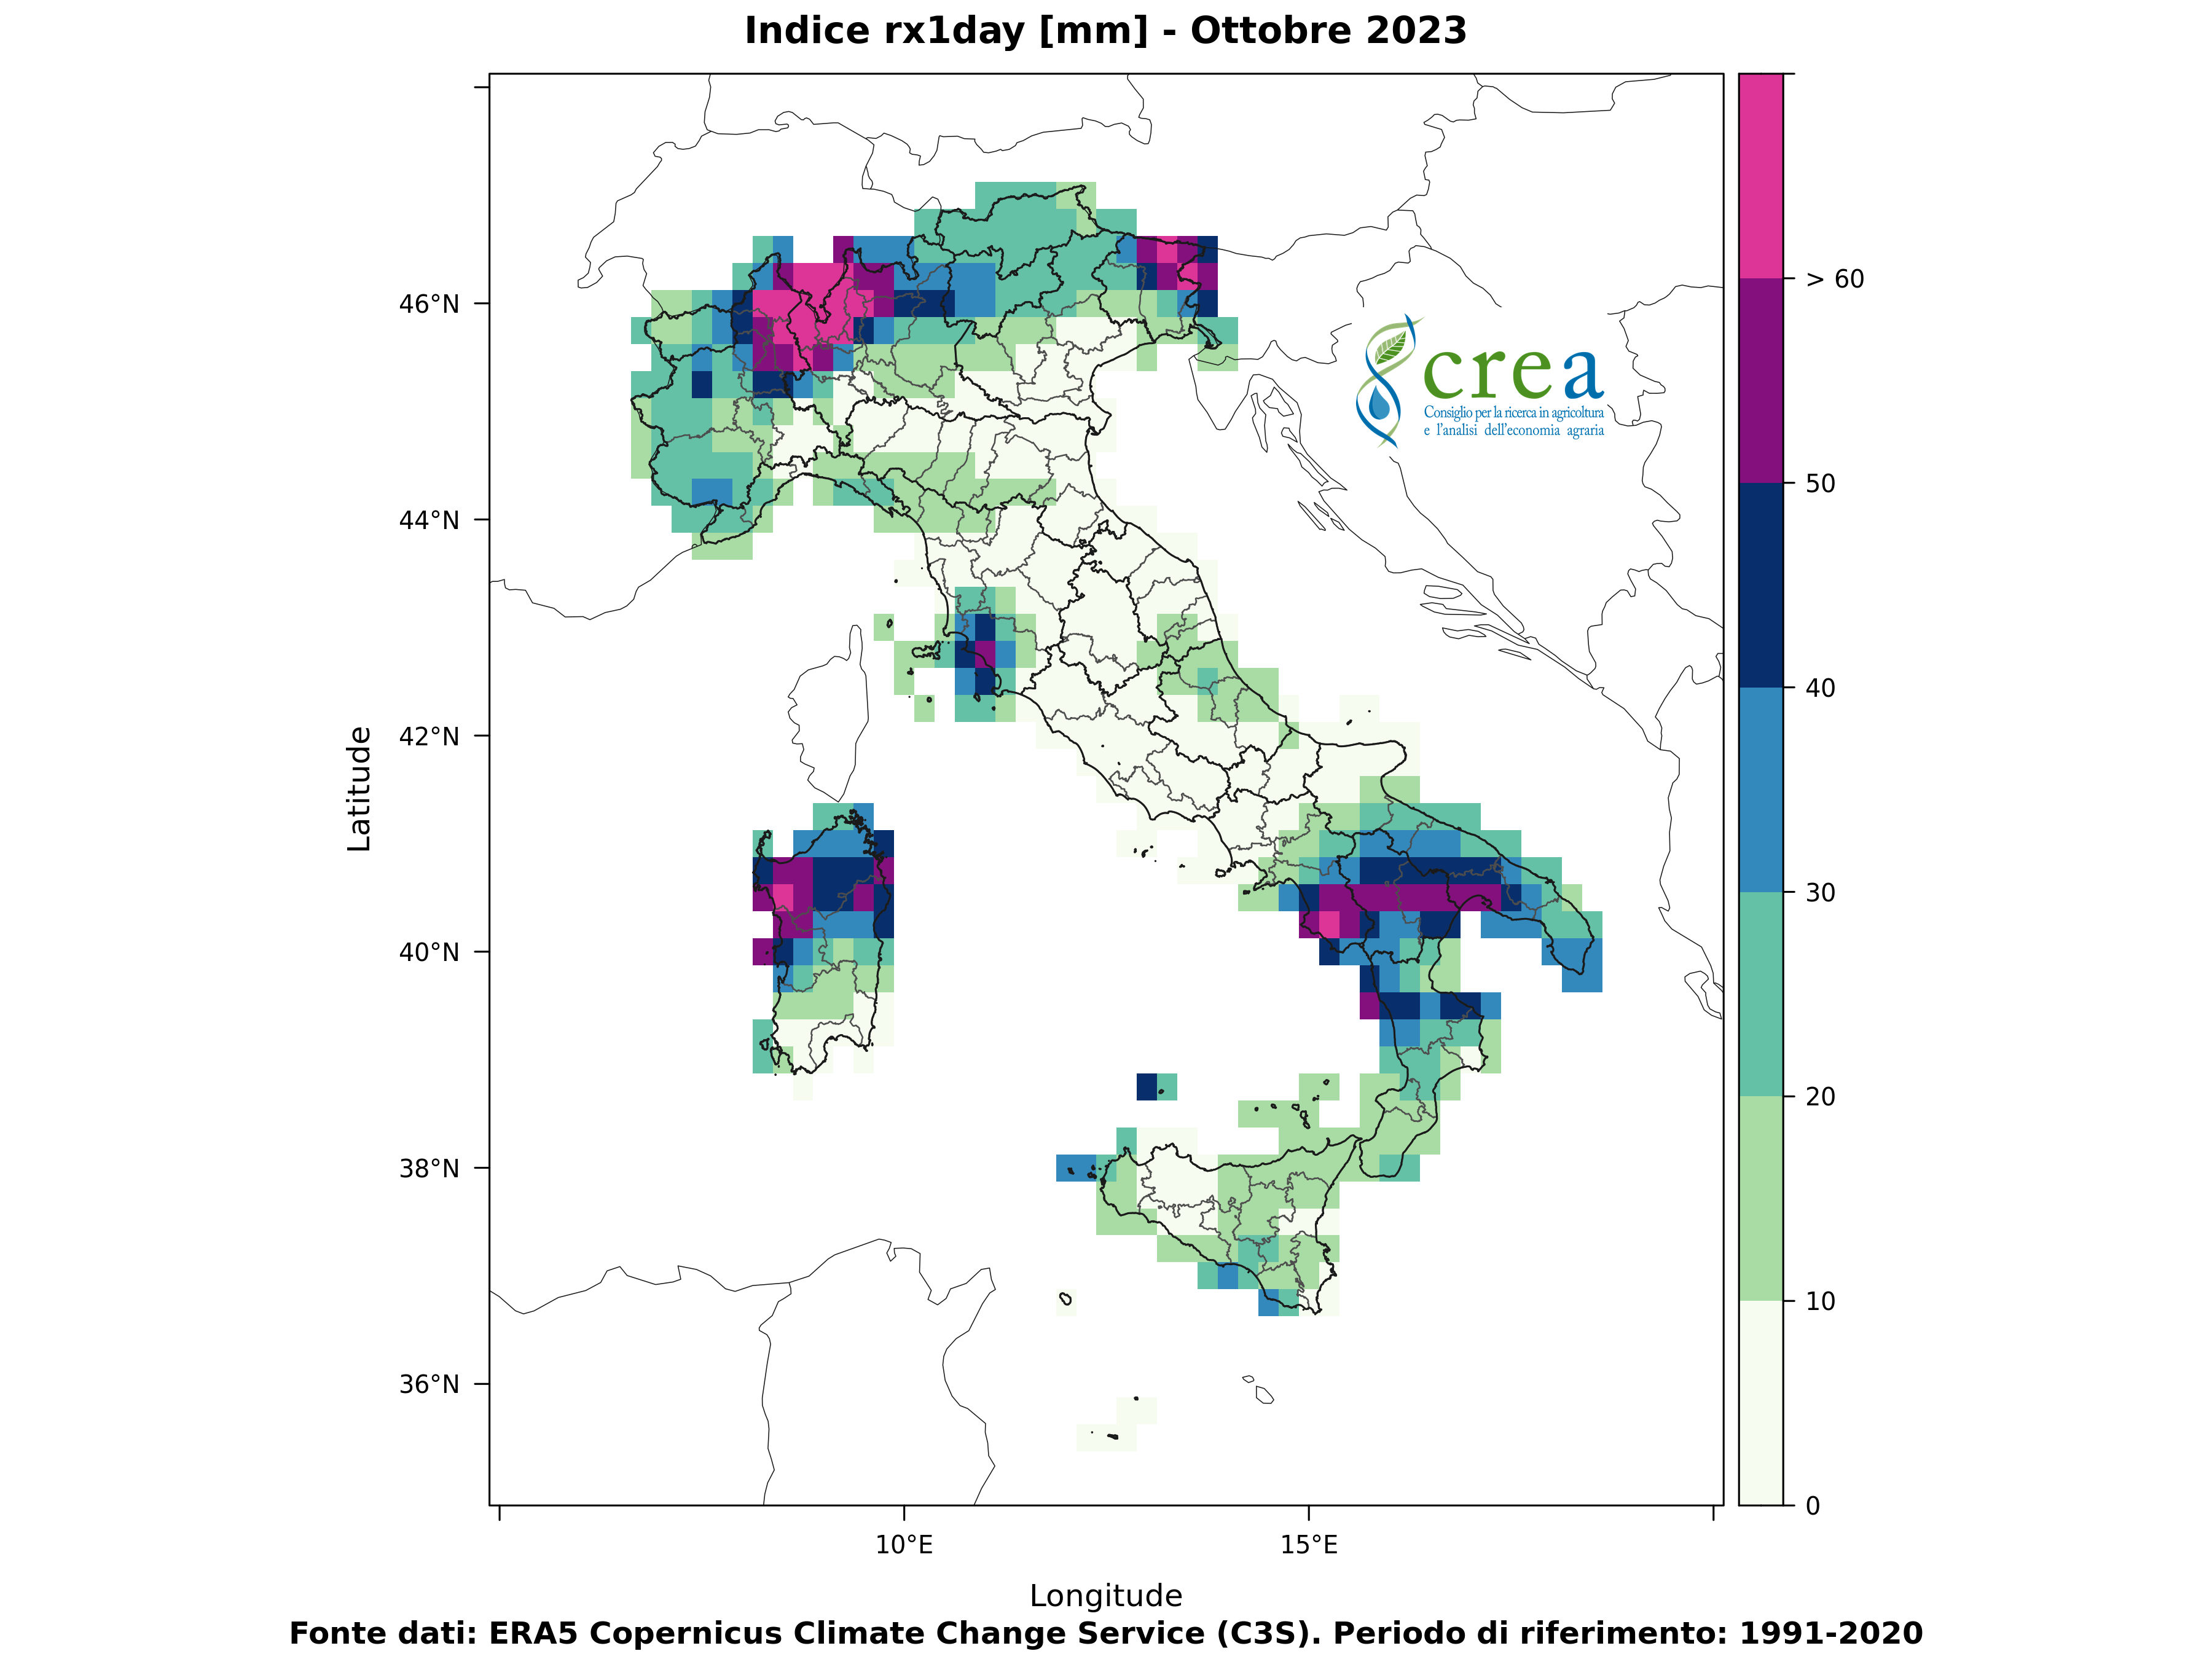 Indice rx1day [mm] - Ottobre 2023
46°N
44°N
42°N
40°N
38°N
36°N
Latitude
10°E
15°E
Longitude
> 60
50
40
30
20
10
0
crea
Consiglio per la ricerca in agricoltura
e l'analisi dell'economia agraria
Fonte dati: ERA5 Copernicus Climate Change Service (C3S). Periodo di riferimento: 1991-2020